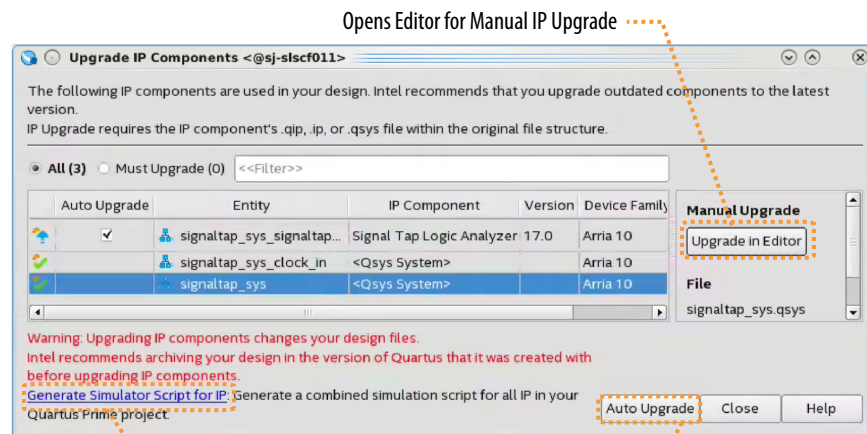 Opens Editor for Manual IP Upgrade
Upgrade IP Components <@sj-slscf011>
The following IP components are used in your design. Intel recommends that you upgrade outdated components to the latest
version.
IP Upgrade requires the IP component's .qip, .ip, or .qsys file within the original file structure.
All (3) Must Upgrade (0) <<Filter>>
Auto Upgrade Entity IP Component Version Device Family
signaltap_sys_signaltap... Signal Tap Logic Analyzer 17.0 Arria 10
signaltap_sys_clock_in <Qsys System> Arria 10
signaltap_sys <Qsys System> Arria 10
Manual Upgrade
Upgrade in Editor
File
signaltap_sys.qsys
Warning: Upgrading IP components changes your design files.
Intel recommends archiving your design in the version of Quartus that it was created with
before upgrading IP components.
Generate Simulator Script for IP: Generate a combined simulation script for all IP in your
Quartus Prime project.
Auto Upgrade Close Help